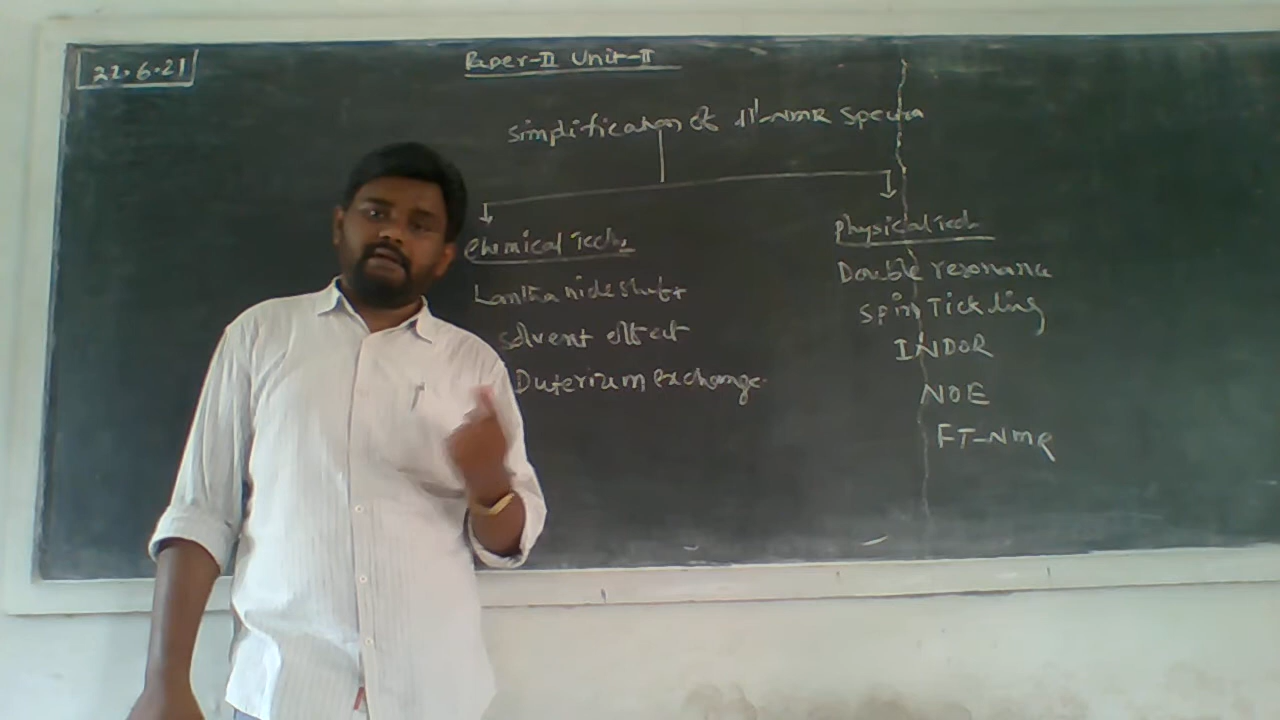 22.6.21
Paper-II Unit-II
Simplification of H¹-NMR Spectra
Chemical Tech,
Lanthanide shift
Solvent effect
Duterium exchange
Physical Tech
Double resonance
Spin Tickling
INDOR
NOE
FT-NMR